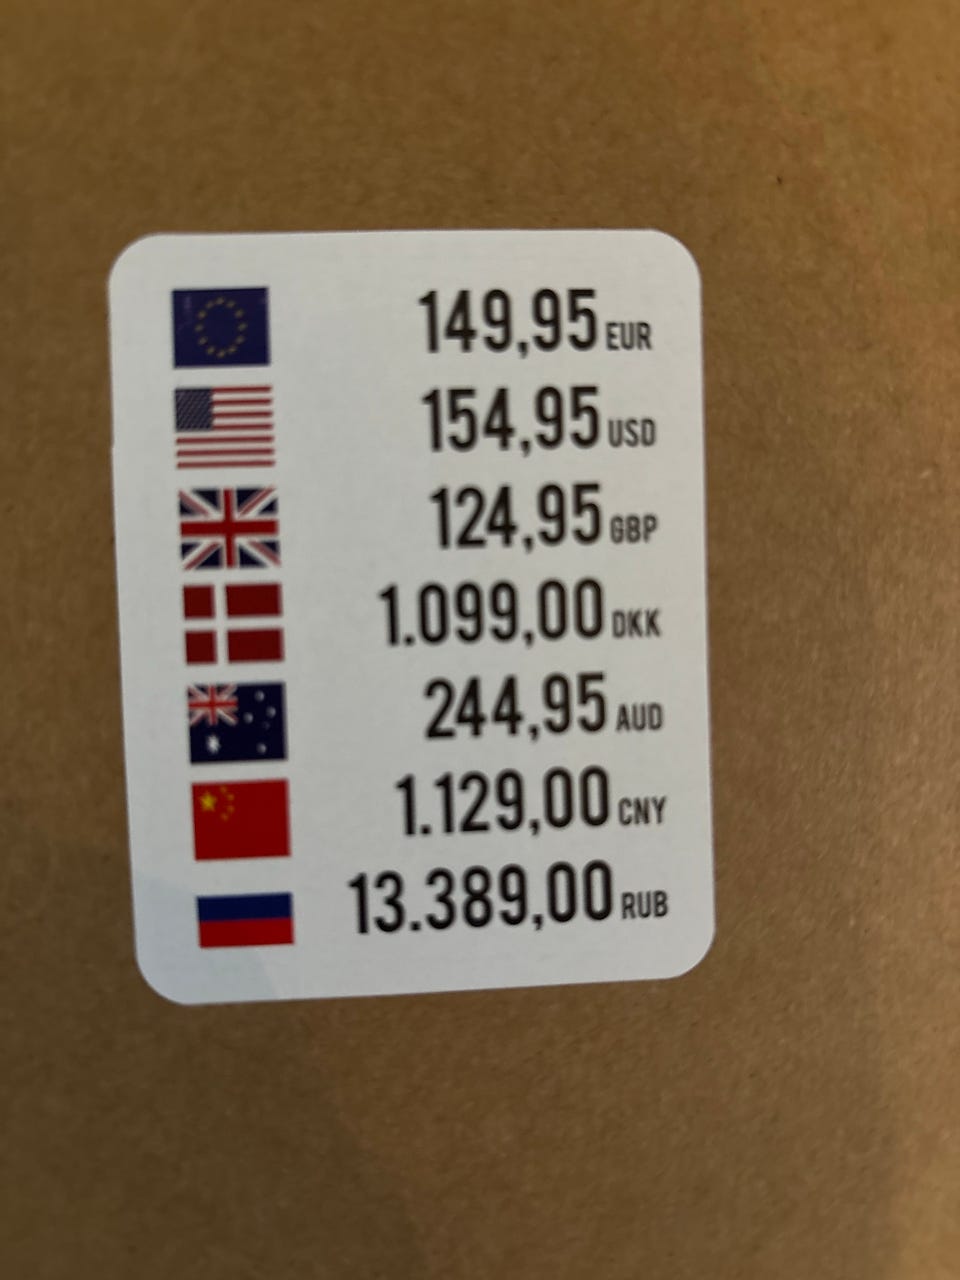 149,95 EUR
154,95 USD
124,95 GBP
1.099,00 DKK
244,95 AUD
1.129,00 CNY
13.389,00 RUB